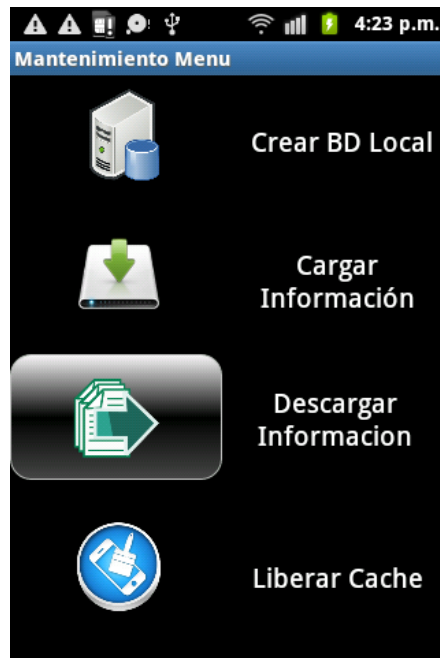 4:23 p.m.
Mantenimiento Menu
Crear BD Local
Cargar
Información
Descargar
Informacion
Liberar Cache